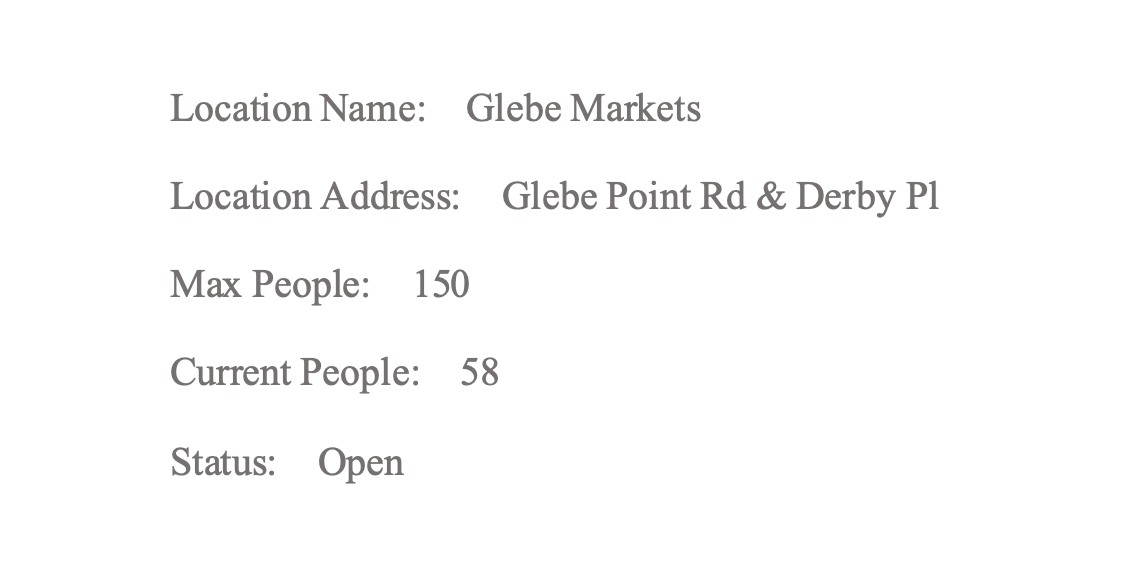 Location Name: Glebe Markets
Location Address: Glebe Point Rd & Derby Pl
Max People: 150
Current People: 58
Status: Open